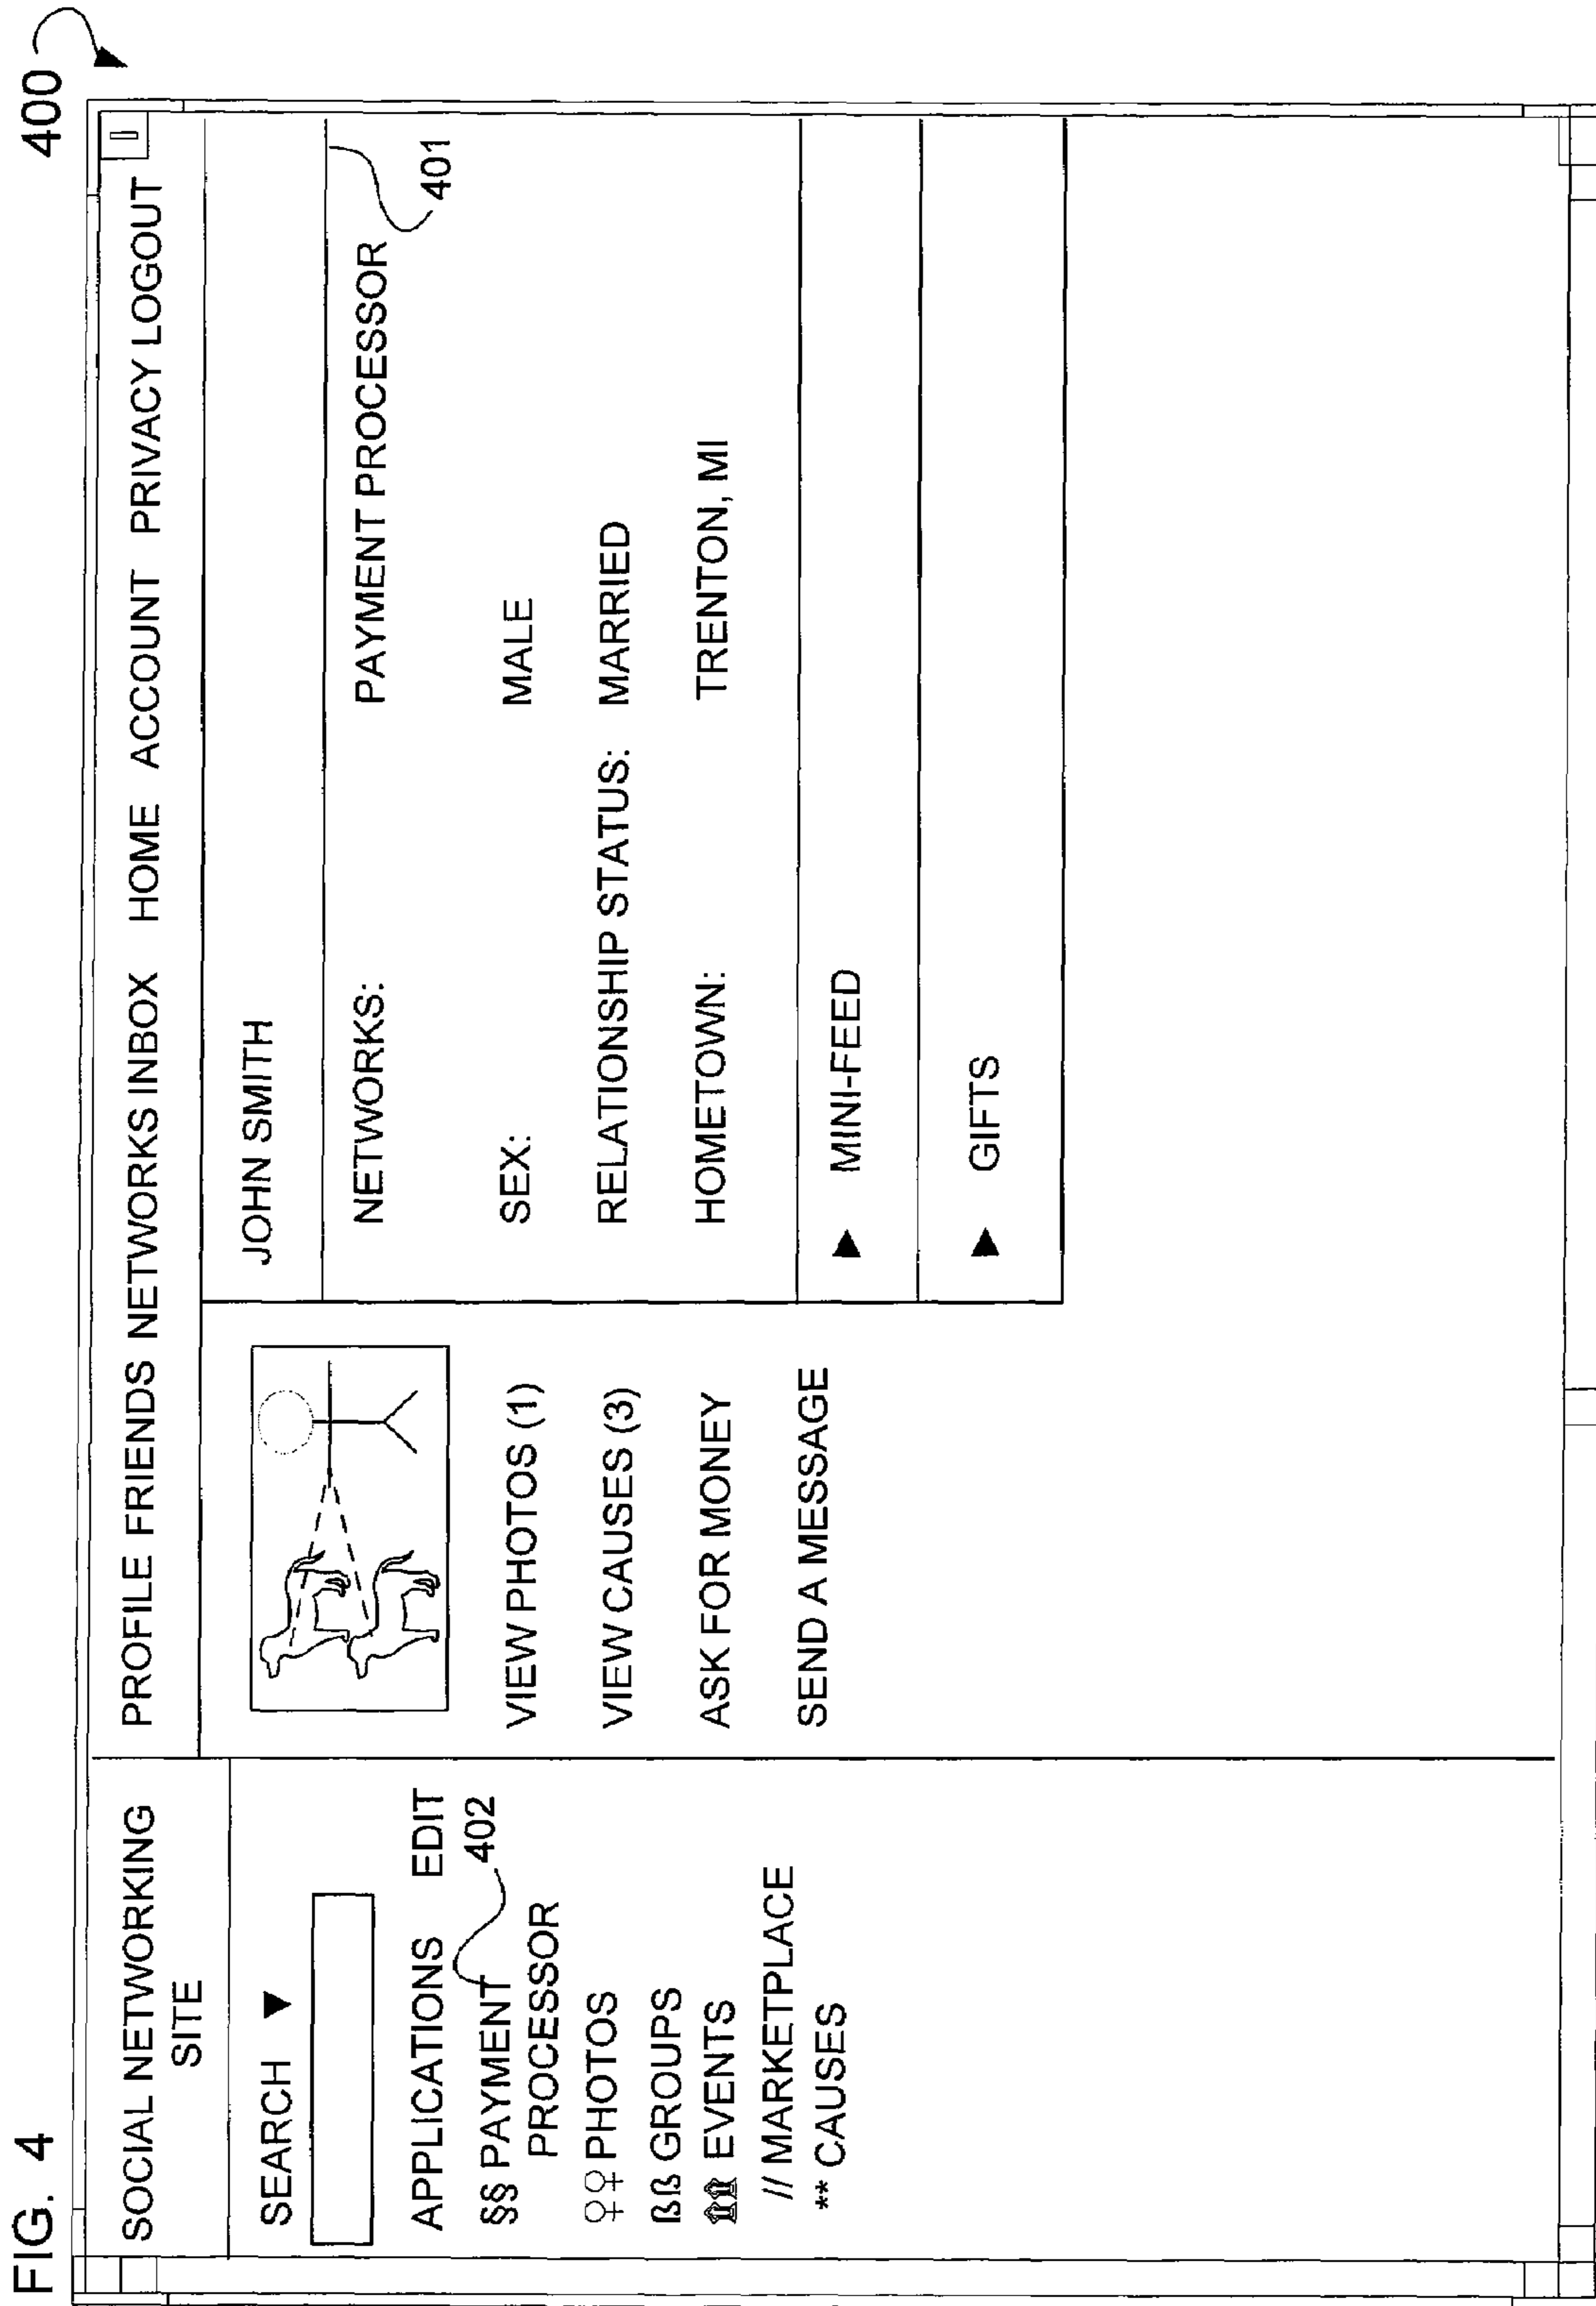 FIG. 4
400
SOCIAL NETWORKING
SITE
PROFILE FRIENDS NETWORKS INBOX HOME ACCOUNT PRIVACY LOGOUT
SEARCH ▼
APPLICATIONS EDIT
§§ PAYMENT
PROCESSOR
402
♀♀ PHOTOS
ßß GROUPS
EVENTS
// MARKETPLACE
** CAUSES
VIEW PHOTOS (1)
VIEW CAUSES (3)
ASK FOR MONEY
SEND A MESSAGE
JOHN SMITH
401
NETWORKS: PAYMENT PROCESSOR
SEX: MALE
RELATIONSHIP STATUS: MARRIED
HOMETOWN: TRENTON, MI
▶ MINI-FEED
▶ GIFTS